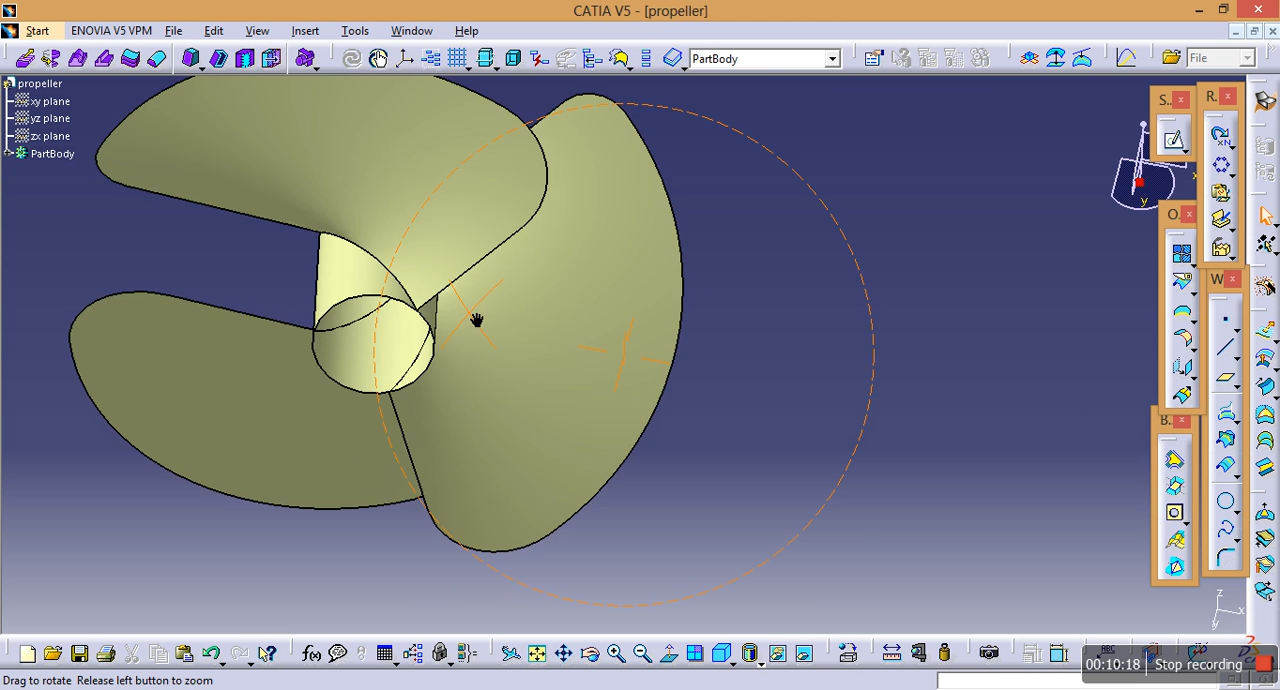 CATIA V5 - [propeller]
Start ENOVIA V5 VPM File Edit View Insert Tools Window Help
PartBody
File
propeller
xy plane
yz plane
zx plane
PartBody
S..
R..
O..
W
B..
x
y
z
x
y
f(x)
ABC
00:10:18 Stop recording
Drag to rotate Release left button to zoom